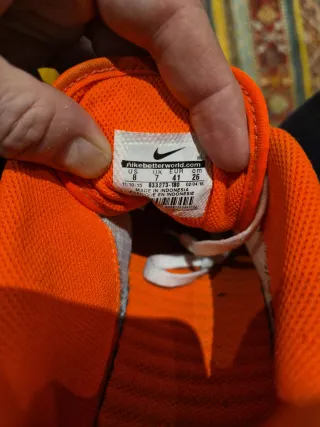 nikebetterworld.com
US UK EUR cm
8 7 41 26
833273-180
MADE IN INDONESIA